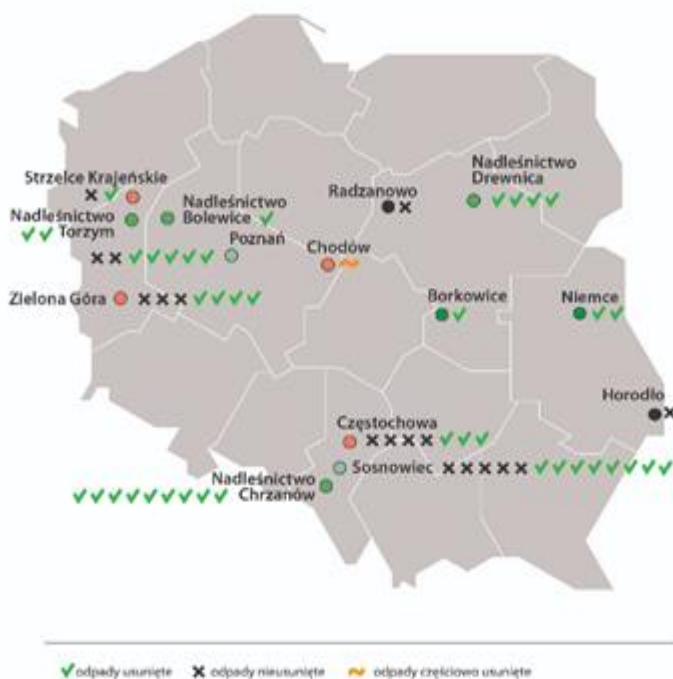 Strzelce Krajeńskie
Nadleśnictwo
Torzym
Nadleśnictwo
Bolewice
Poznań
Zielona Góra
Radzanowo
Chodów
Nadleśnictwo
Drewnica
Borkowice
Niemce
Horodło
Częstochowa
Sosnowiec
Nadleśnictwo
Chrzanów
odpady usunięte odpady nieusunięte odpady częściowo usunięte